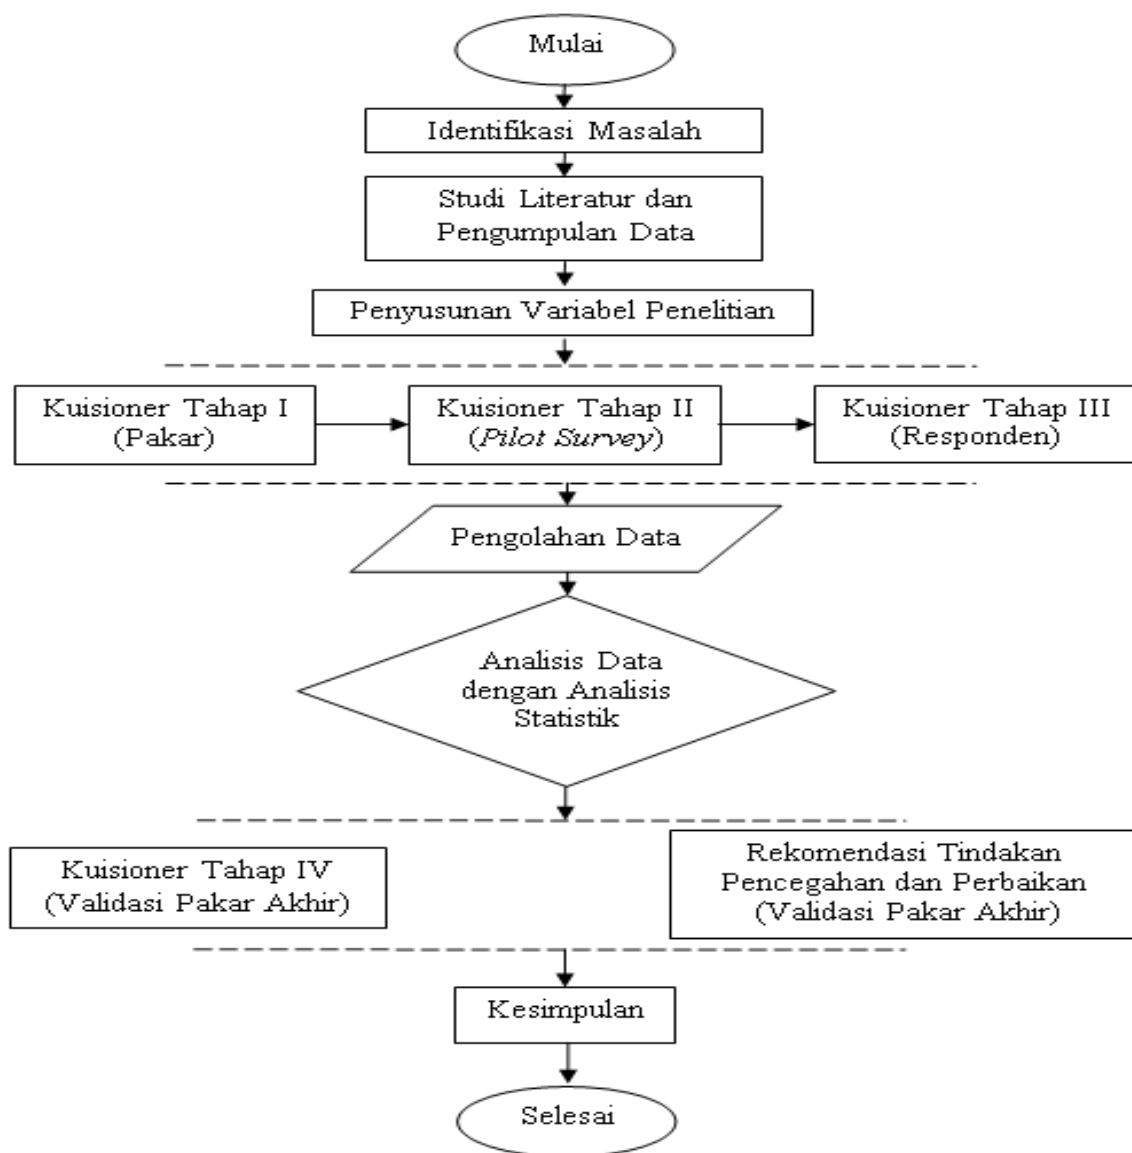 Mulai
Identifikasi Masalah
Studi Literatur dan
Pengumpulan Data
Penyusunan Variabel Penelitian
Kuisioner Tahap I
(Pakar)
Kuisioner Tahap II
(Pilot Survey)
Kuisioner Tahap III
(Responden)
Pengolahan Data
Analisis Data
dengan Analisis
Statistik
Kuisioner Tahap IV
(Validasi Pakar Akhir)
Rekomendasi Tindakan
Pencegahan dan Perbaikan
(Validasi Pakar Akhir)
Kesimpulan
Selesai